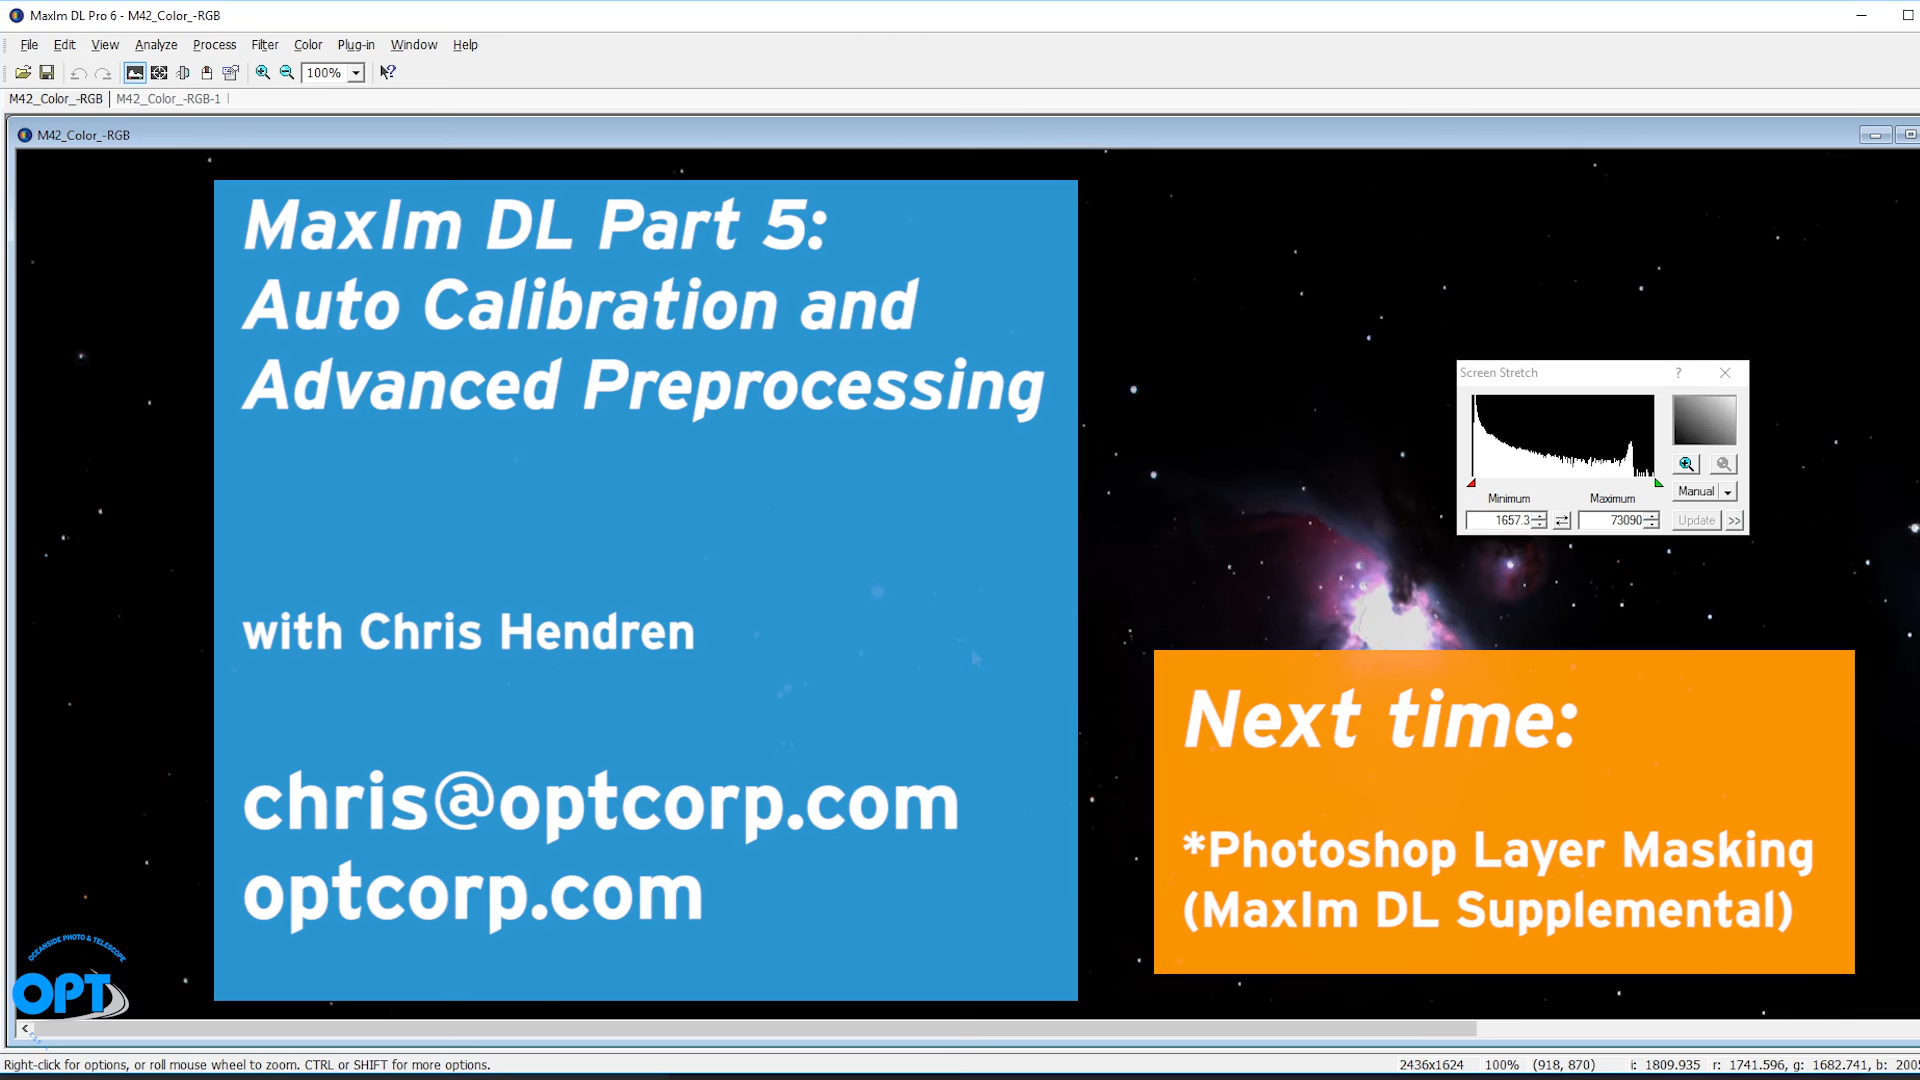 MaxIm DL Pro 6 - M42_Color_-RGB
File Edit View Analyze Process Filter Color Plug-in Window Help
100%
M42_Color_-RGB M42_Color_-RGB-1
M42_Color_-RGB
MaxIm DL Part 5:
Auto Calibration and
Advanced Preprocessing
with Chris Hendren
chris@optcorp.com
optcorp.com
Screen Stretch ?
Minimum Maximum
Manual
1657.3 73090 Update >>
Next time:
*Photoshop Layer Masking
(MaxIm DL Supplemental)
OCEANSIDE PHOTO & TELESCOPE
OPT
Right-click for options, or roll mouse wheel to zoom. CTRL or SHIFT for more options. 2436x1624 100% (918, 870) i: 1809.935 r: 1741.596, g: 1682.741, b: